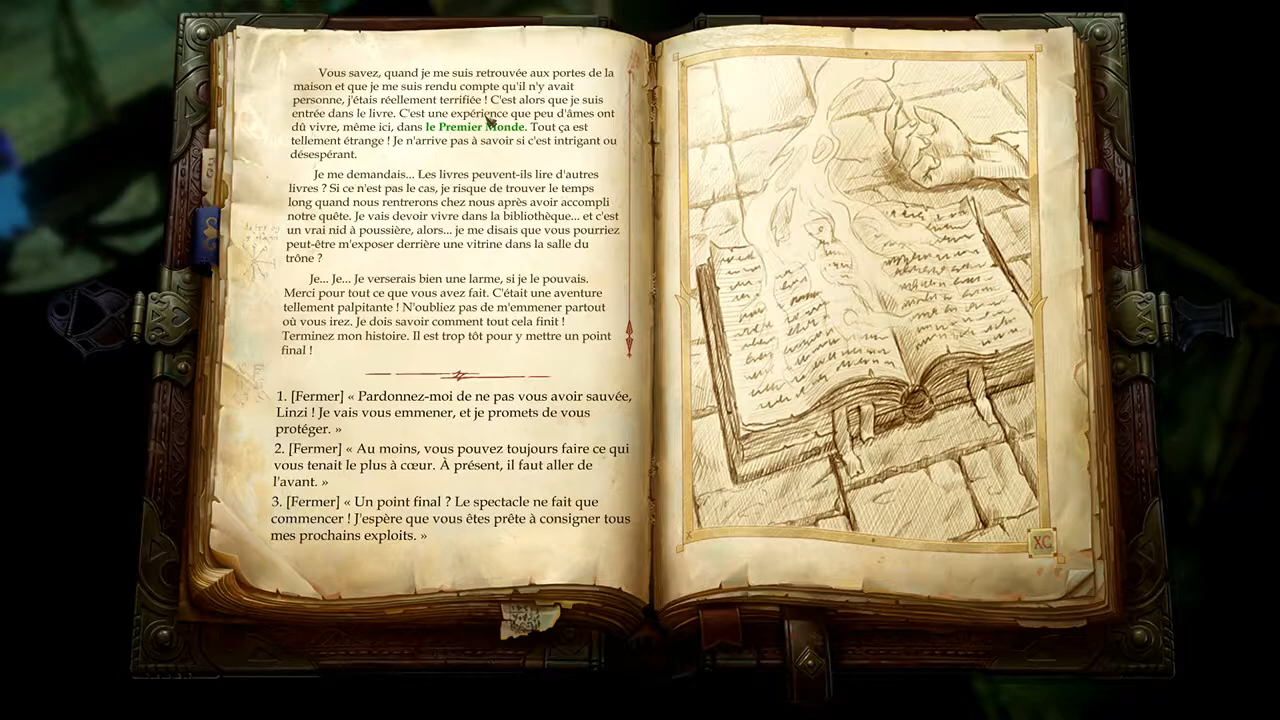 Vous savez, quand je me suis retrouvée aux portes de la
maison et que je me suis rendu compte qu'il n'y avait
personne, j'étais réellement terrifiée ! C'est alors que je suis
entrée dans le livre. C'est une expérience que peu d'âmes ont
dû vivre, même ici, dans le Premier Monde. Tout ça est
tellement étrange ! Je n'arrive pas à savoir si c'est intrigant ou
désespérant.
Je me demandais... Les livres peuvent-ils lire d'autres
livres ? Si ce n'est pas le cas, je risque de trouver le temps
long quand nous rentrerons chez nous après avoir accompli
notre quête. Je vais devoir vivre dans la bibliothèque... et c'est
un vrai nid à poussière, alors... je me disais que vous pourriez
peut-être m'exposer derrière une vitrine dans la salle du
trône ?
Je... Je... Je verserais bien une larme, si je le pouvais.
Merci pour tout ce que vous avez fait. C'était une aventure
tellement palpitante ! N'oubliez pas de m'emmener partout
où vous irez. Je dois savoir comment tout cela finit !
Terminez mon histoire. Il est trop tôt pour y mettre un point
final !
1. [Fermer] « Pardonnez-moi de ne pas vous avoir sauvée,
Linzi ! Je vais vous emmener, et je promets de vous
protéger. »
2. [Fermer] « Au moins, vous pouvez toujours faire ce qui
vous tenait le plus à cœur. À présent, il faut aller de
l'avant. »
3. [Fermer] « Un point final ? Le spectacle ne fait que
commencer ! J'espère que vous êtes prête à consigner tous
mes prochains exploits. »
XC